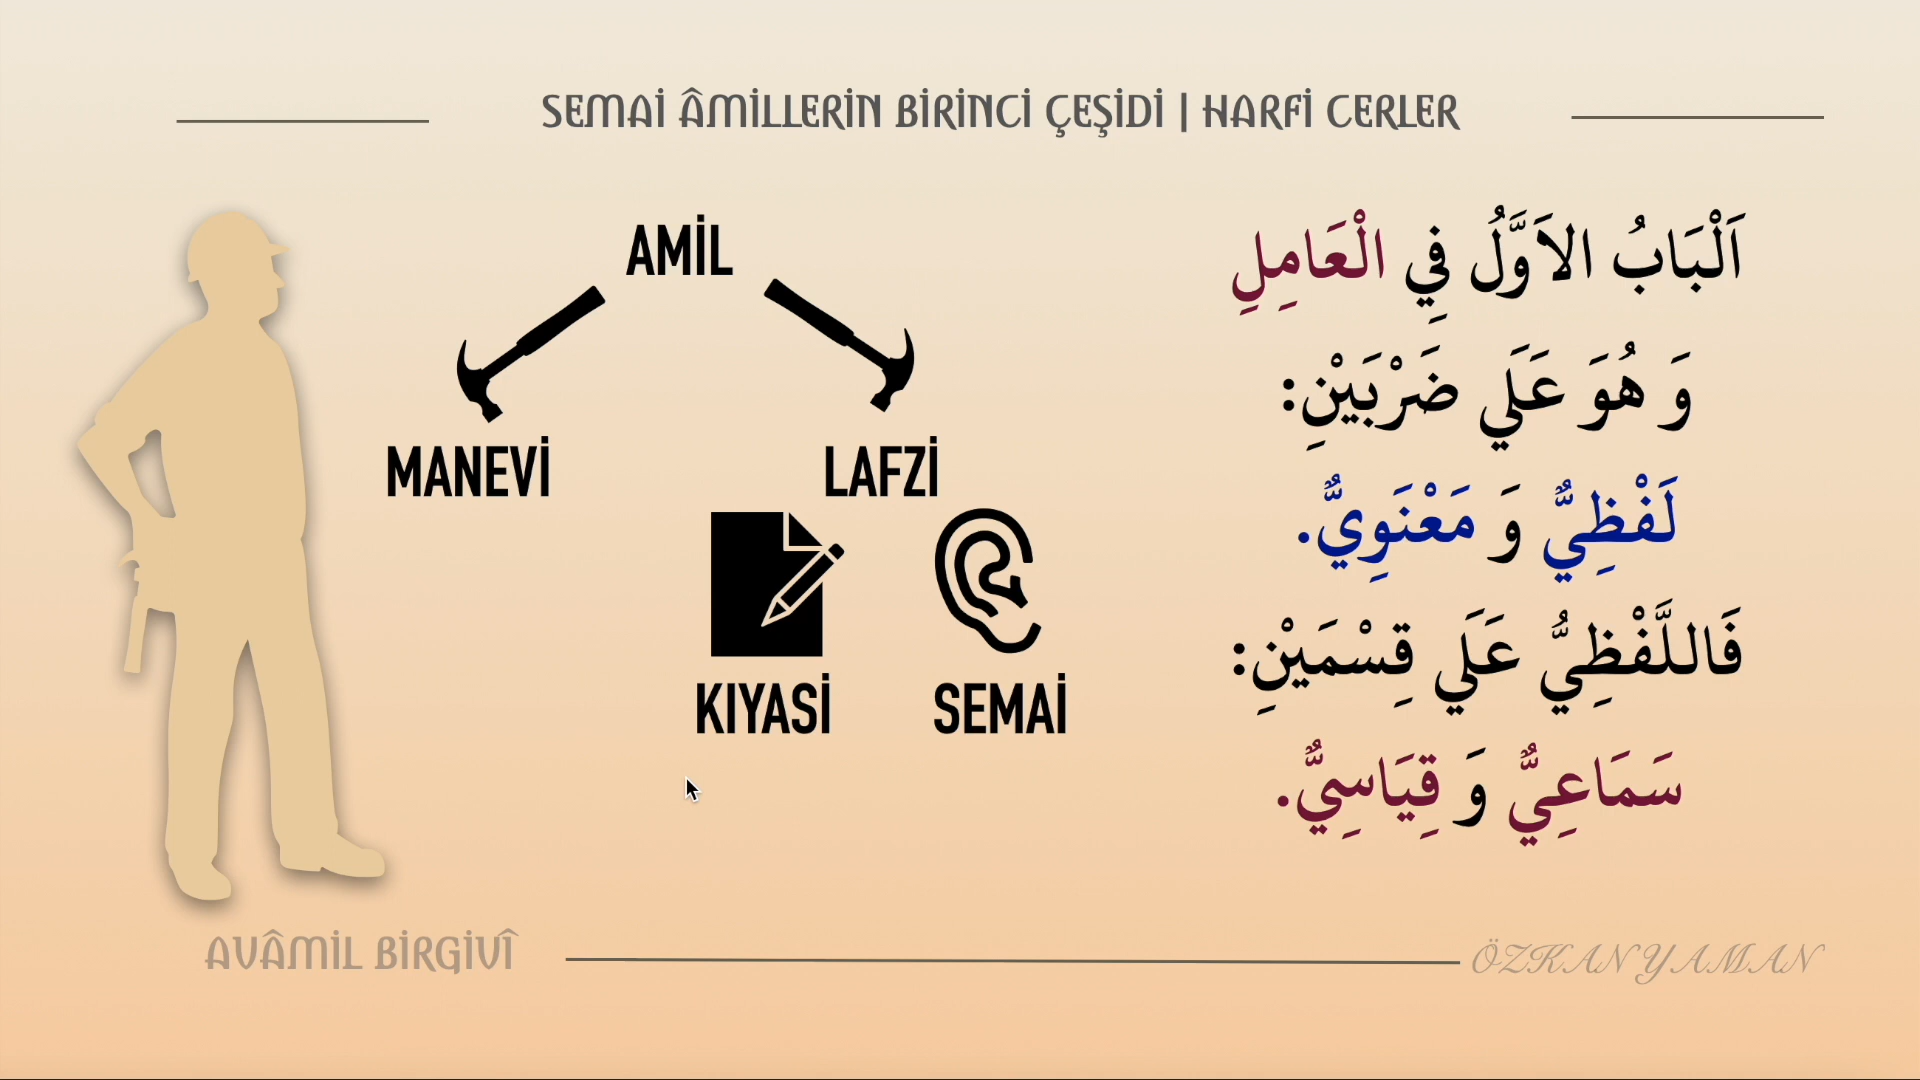 SEMAİ ÂMİLLERİN BİRİNCİ ÇEŞİDİ | HARFİ CERLER
AMİL
MANEVİ
LAFZİ
KIYASİ
SEMAİ
اَلْبَابُ الاَوَّلُ فِي الْعَامِلِ
وَ هُوَ عَلَي ضَرْبَيْنِ:
لَفْظِيٌّ وَ مَعْنَوِيٌّ.
فَاللَّفْظِيُّ عَلَي قِسْمَيْنِ:
سَمَاعِيٌّ وَ قِيَاسِيٌّ.
AVÂMİL BİRGİVÎ
ÖZKAN YAMAN